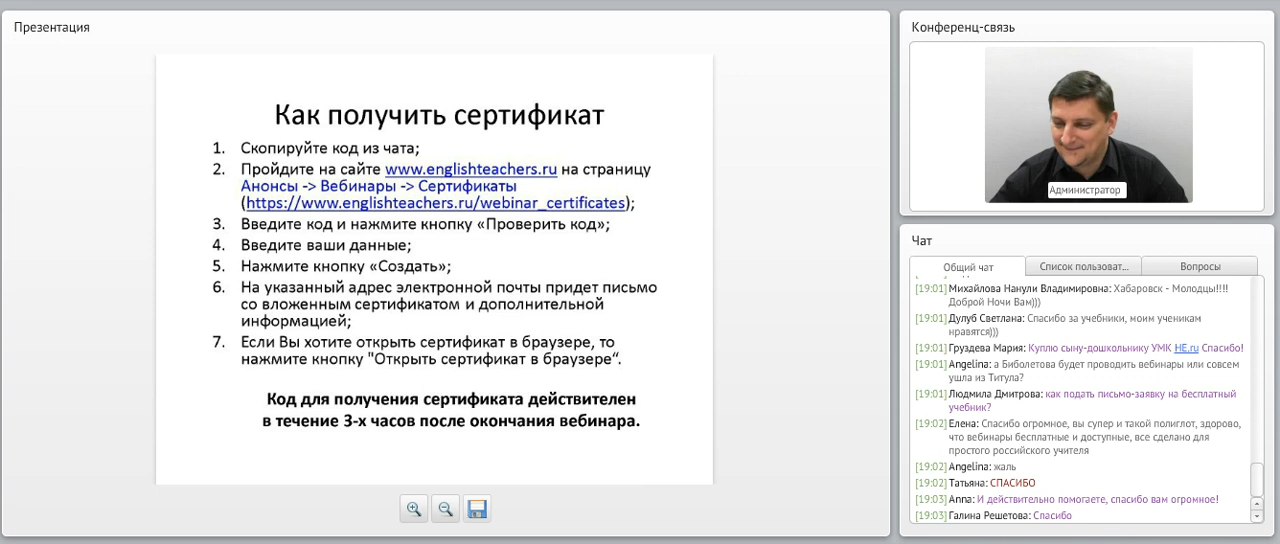 Презентация
Как получить сертификат
1. Скопируйте код из чата;
2. Пройдите на сайте www.englishteachers.ru на страницу
Анонсы -> Вебинары -> Сертификаты
(https://www.englishteachers.ru/webinar_certificates);
3. Введите код и нажмите кнопку «Проверить код»;
4. Введите ваши данные;
5. Нажмите кнопку «Создать»;
6. На указанный адрес электронной почты придет письмо
со вложенным сертификатом и дополнительной
информацией;
7. Если Вы хотите открыть сертификат в браузере, то
нажмите кнопку "Открыть сертификат в браузере“.
Код для получения сертификата действителен
в течение 3-х часов после окончания вебинара.
Конференц-связь
Администратор
Чат
Общий чат
Список пользоват...
Вопросы
[19:01] Михайлова Нанули Владимировна: Хабаровск - Молодцы!!!!
Доброй Ночи Вам)))
[19:01] Дулуб Светлана: Спасибо за учебники, моим ученикам
нравятся)))
[19:01] Груздева Мария: Куплю сыну-дошкольнику УМК HE.ru Спасибо!
[19:01] Angelina: а Биболетова будет проводить вебинары или совсем
ушла из Титула?
[19:01] Людмила Дмитрова: как подать письмо-заявку на бесплатный
учебник?
[19:02] Елена: Спасибо огромное, вы супер и такой полиглот, здорово,
что вебинары бесплатные и доступные, все сделано для
простого российского учителя
[19:02] Angelina: жаль
[19:02] Татьяна: СПАСИБО
[19:03] Anna: И действительно помогаете, спасибо вам огромное!
[19:03] Галина Решетова: Спасибо